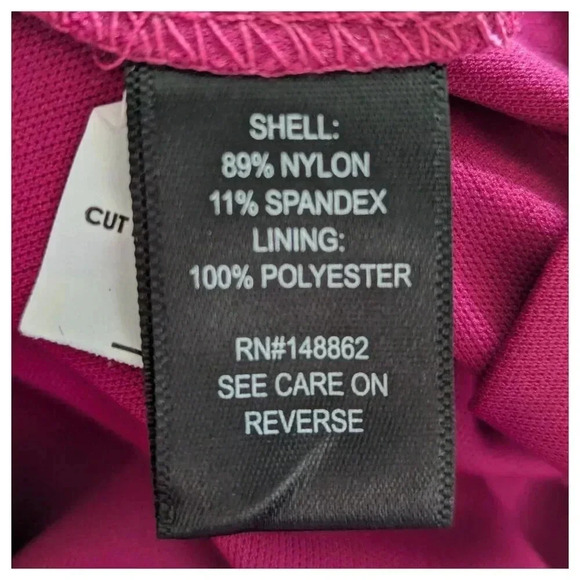 SHELL:
89% NYLON
11% SPANDEX
LINING:
100% POLYESTER
RN#148862
SEE CARE ON
REVERSE
CUT